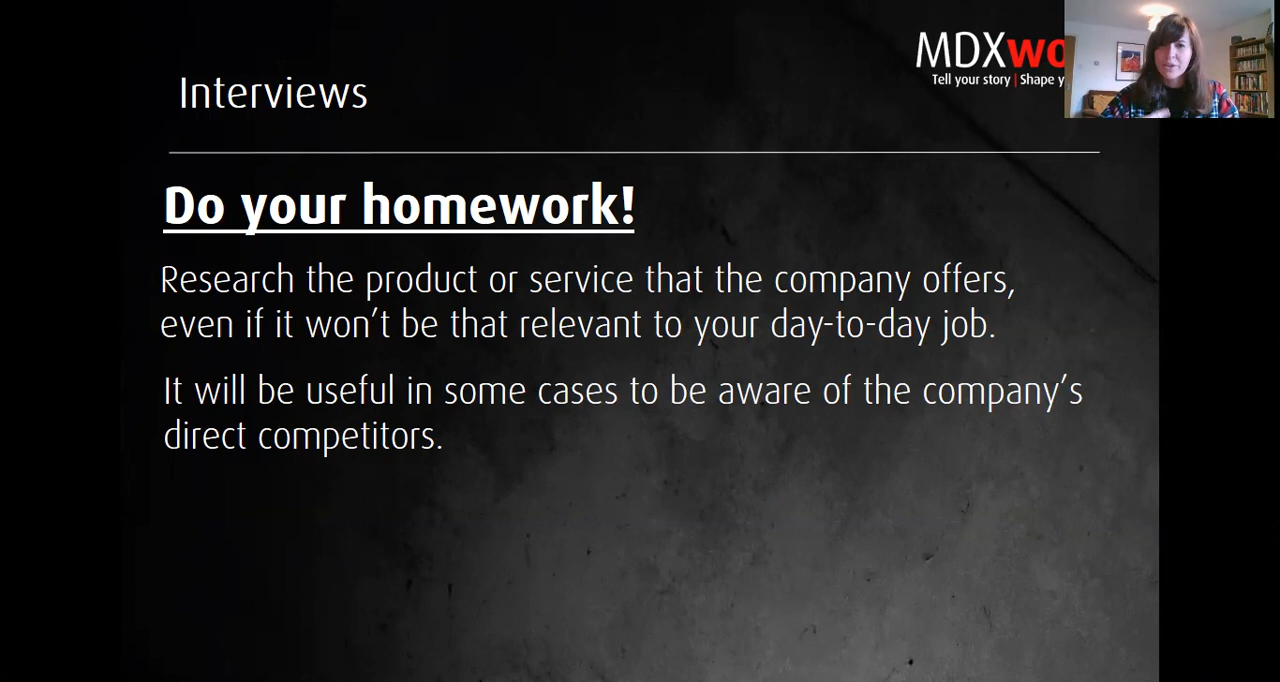 MDXwo
Tell your story | Shape y
Interviews
Do your homework!
Research the product or service that the company offers,
even if it won’t be that relevant to your day-to-day job.
It will be useful in some cases to be aware of the company’s
direct competitors.